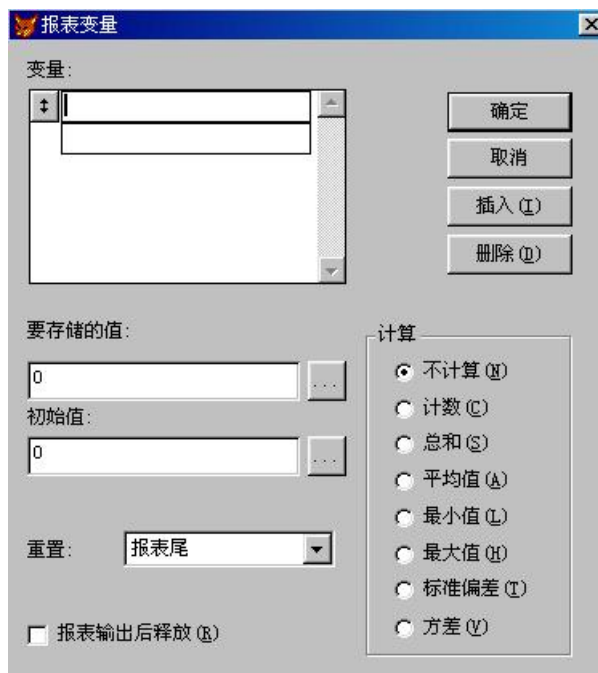 报表变量
变量:
确定
取消
插入(I)
删除(D)
要存储的值:
0
...
初始值:
0
...
重置:
报表尾
报表输出后释放(R)
计算
不计算(N)
计数(C)
总和(S)
平均值(A)
最小值(L)
最大值(H)
标准偏差(T)
方差(V)